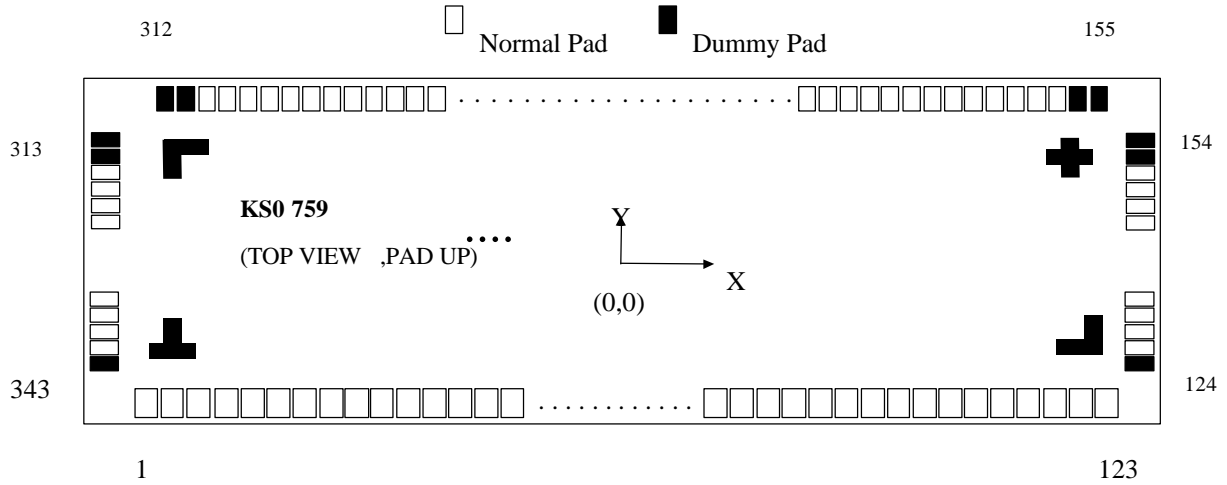 312 Normal Pad Dummy Pad 155
313 154
KS0 759
(TOP VIEW ,PAD UP)
Y
X
(0,0)
343 124
1 123